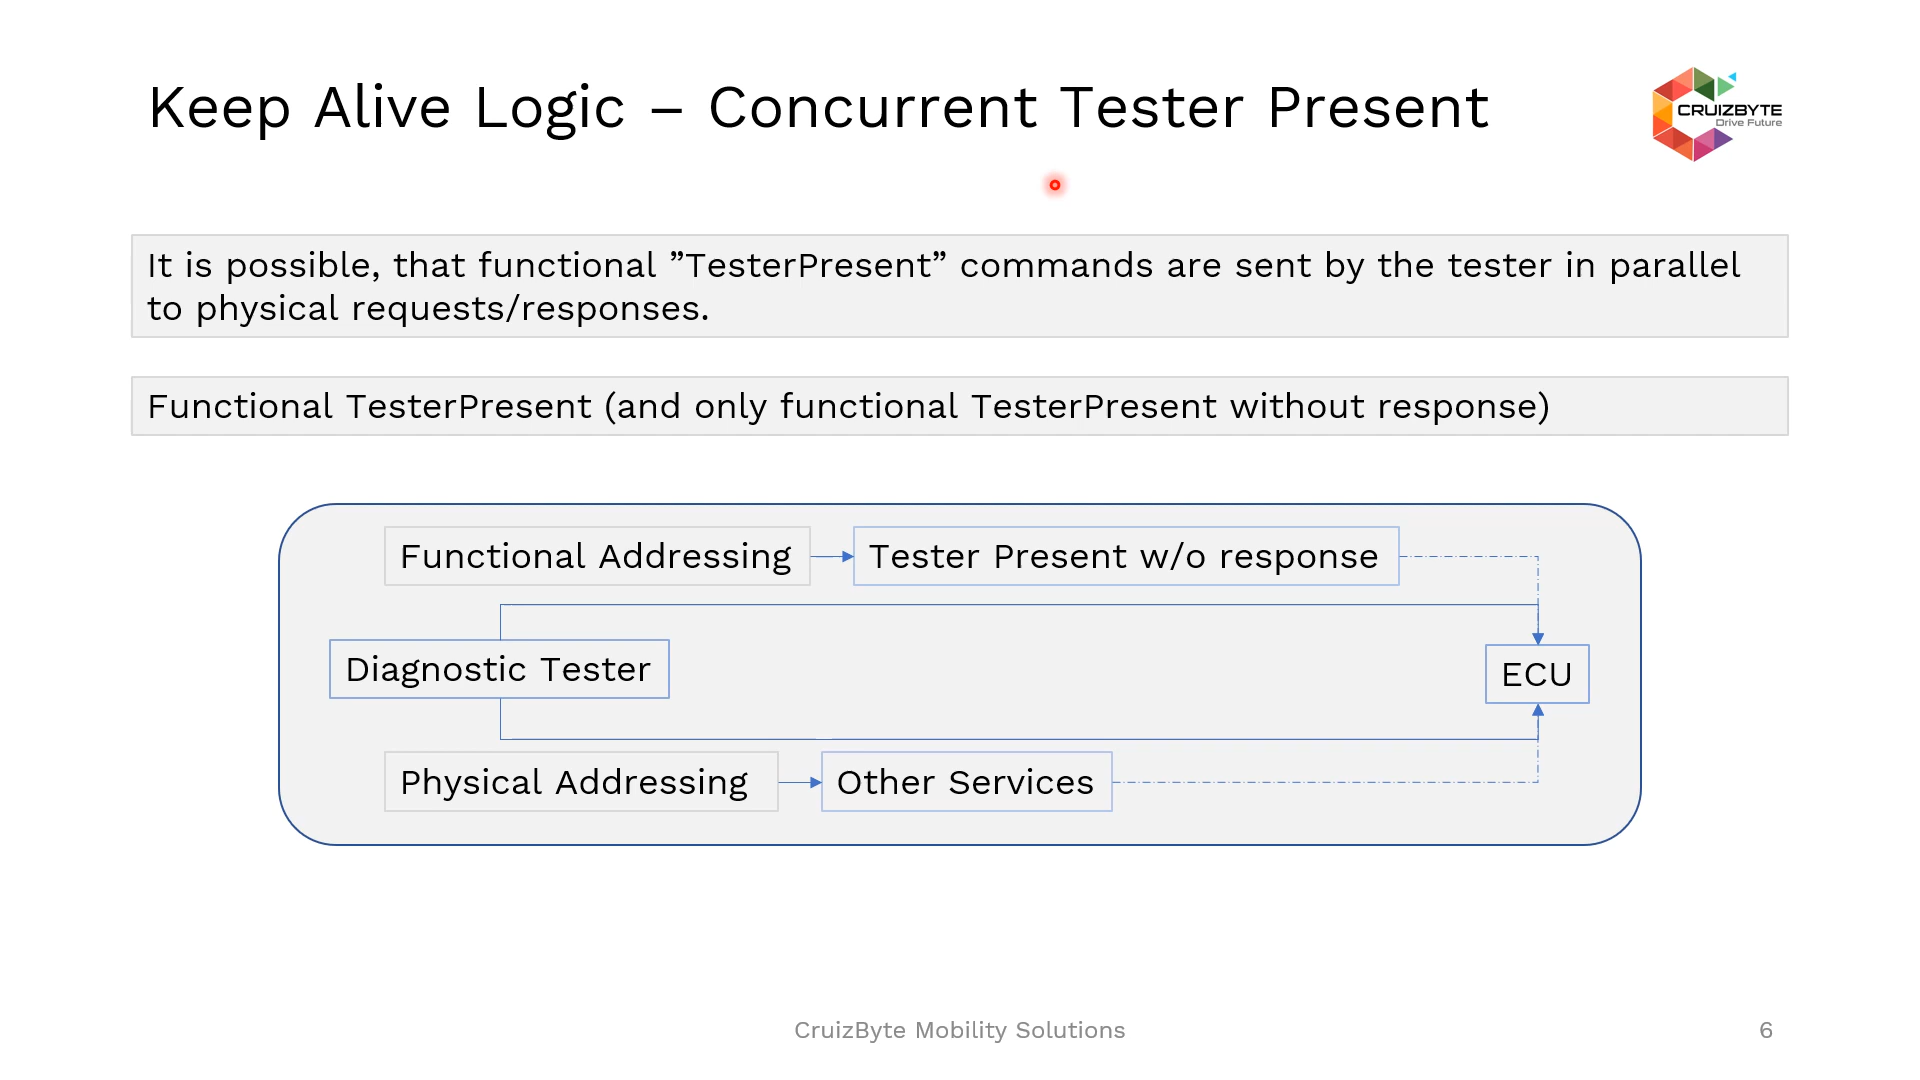 Keep Alive Logic – Concurrent Tester Present
CRUIZBYTE
Drive Future
It is possible, that functional ”TesterPresent” commands are sent by the tester in parallel
to physical requests/responses.
Functional TesterPresent (and only functional TesterPresent without response)
Functional Addressing
Tester Present w/o response
Diagnostic Tester
ECU
Physical Addressing
Other Services
CruizByte Mobility Solutions
6